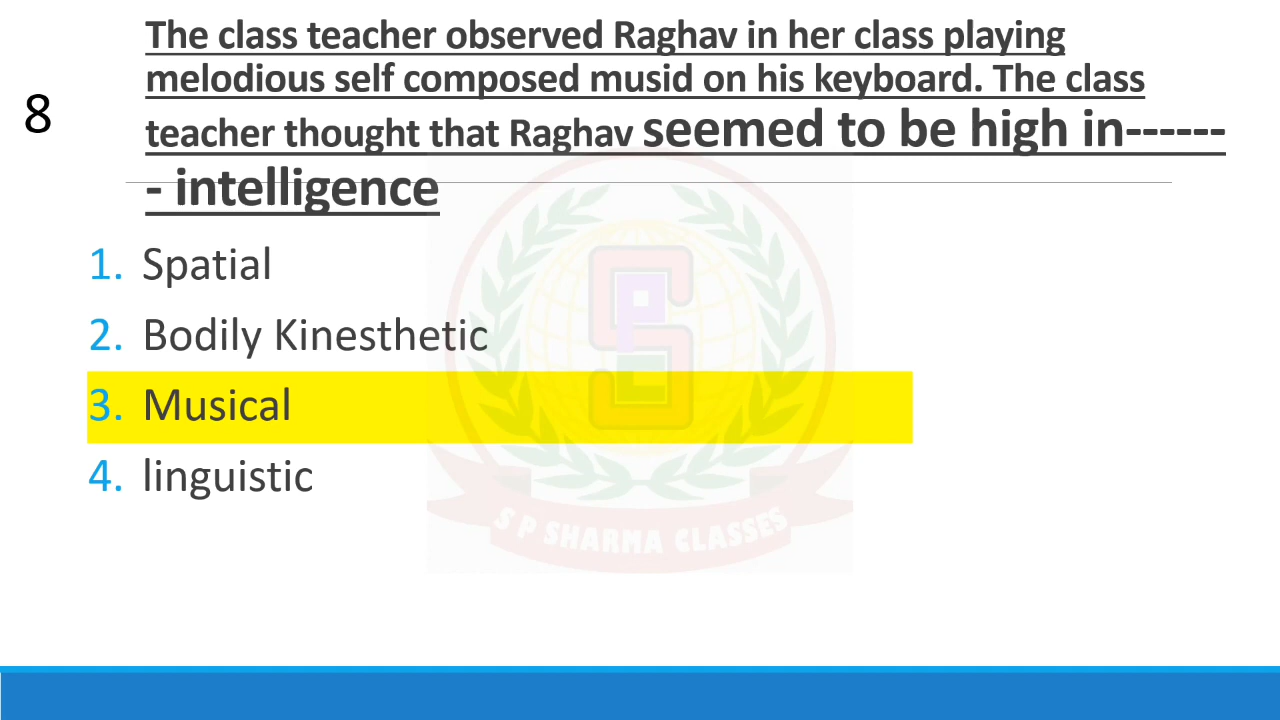 The class teacher observed Raghav in her class playing
melodious self composed musid on his keyboard. The class
8
teacher thought that Raghav seemed to be high in------
- intelligence
1. Spatial
2. Bodily Kinesthetic
3. Musical
4. linguistic
S P SHARMA CLASSES